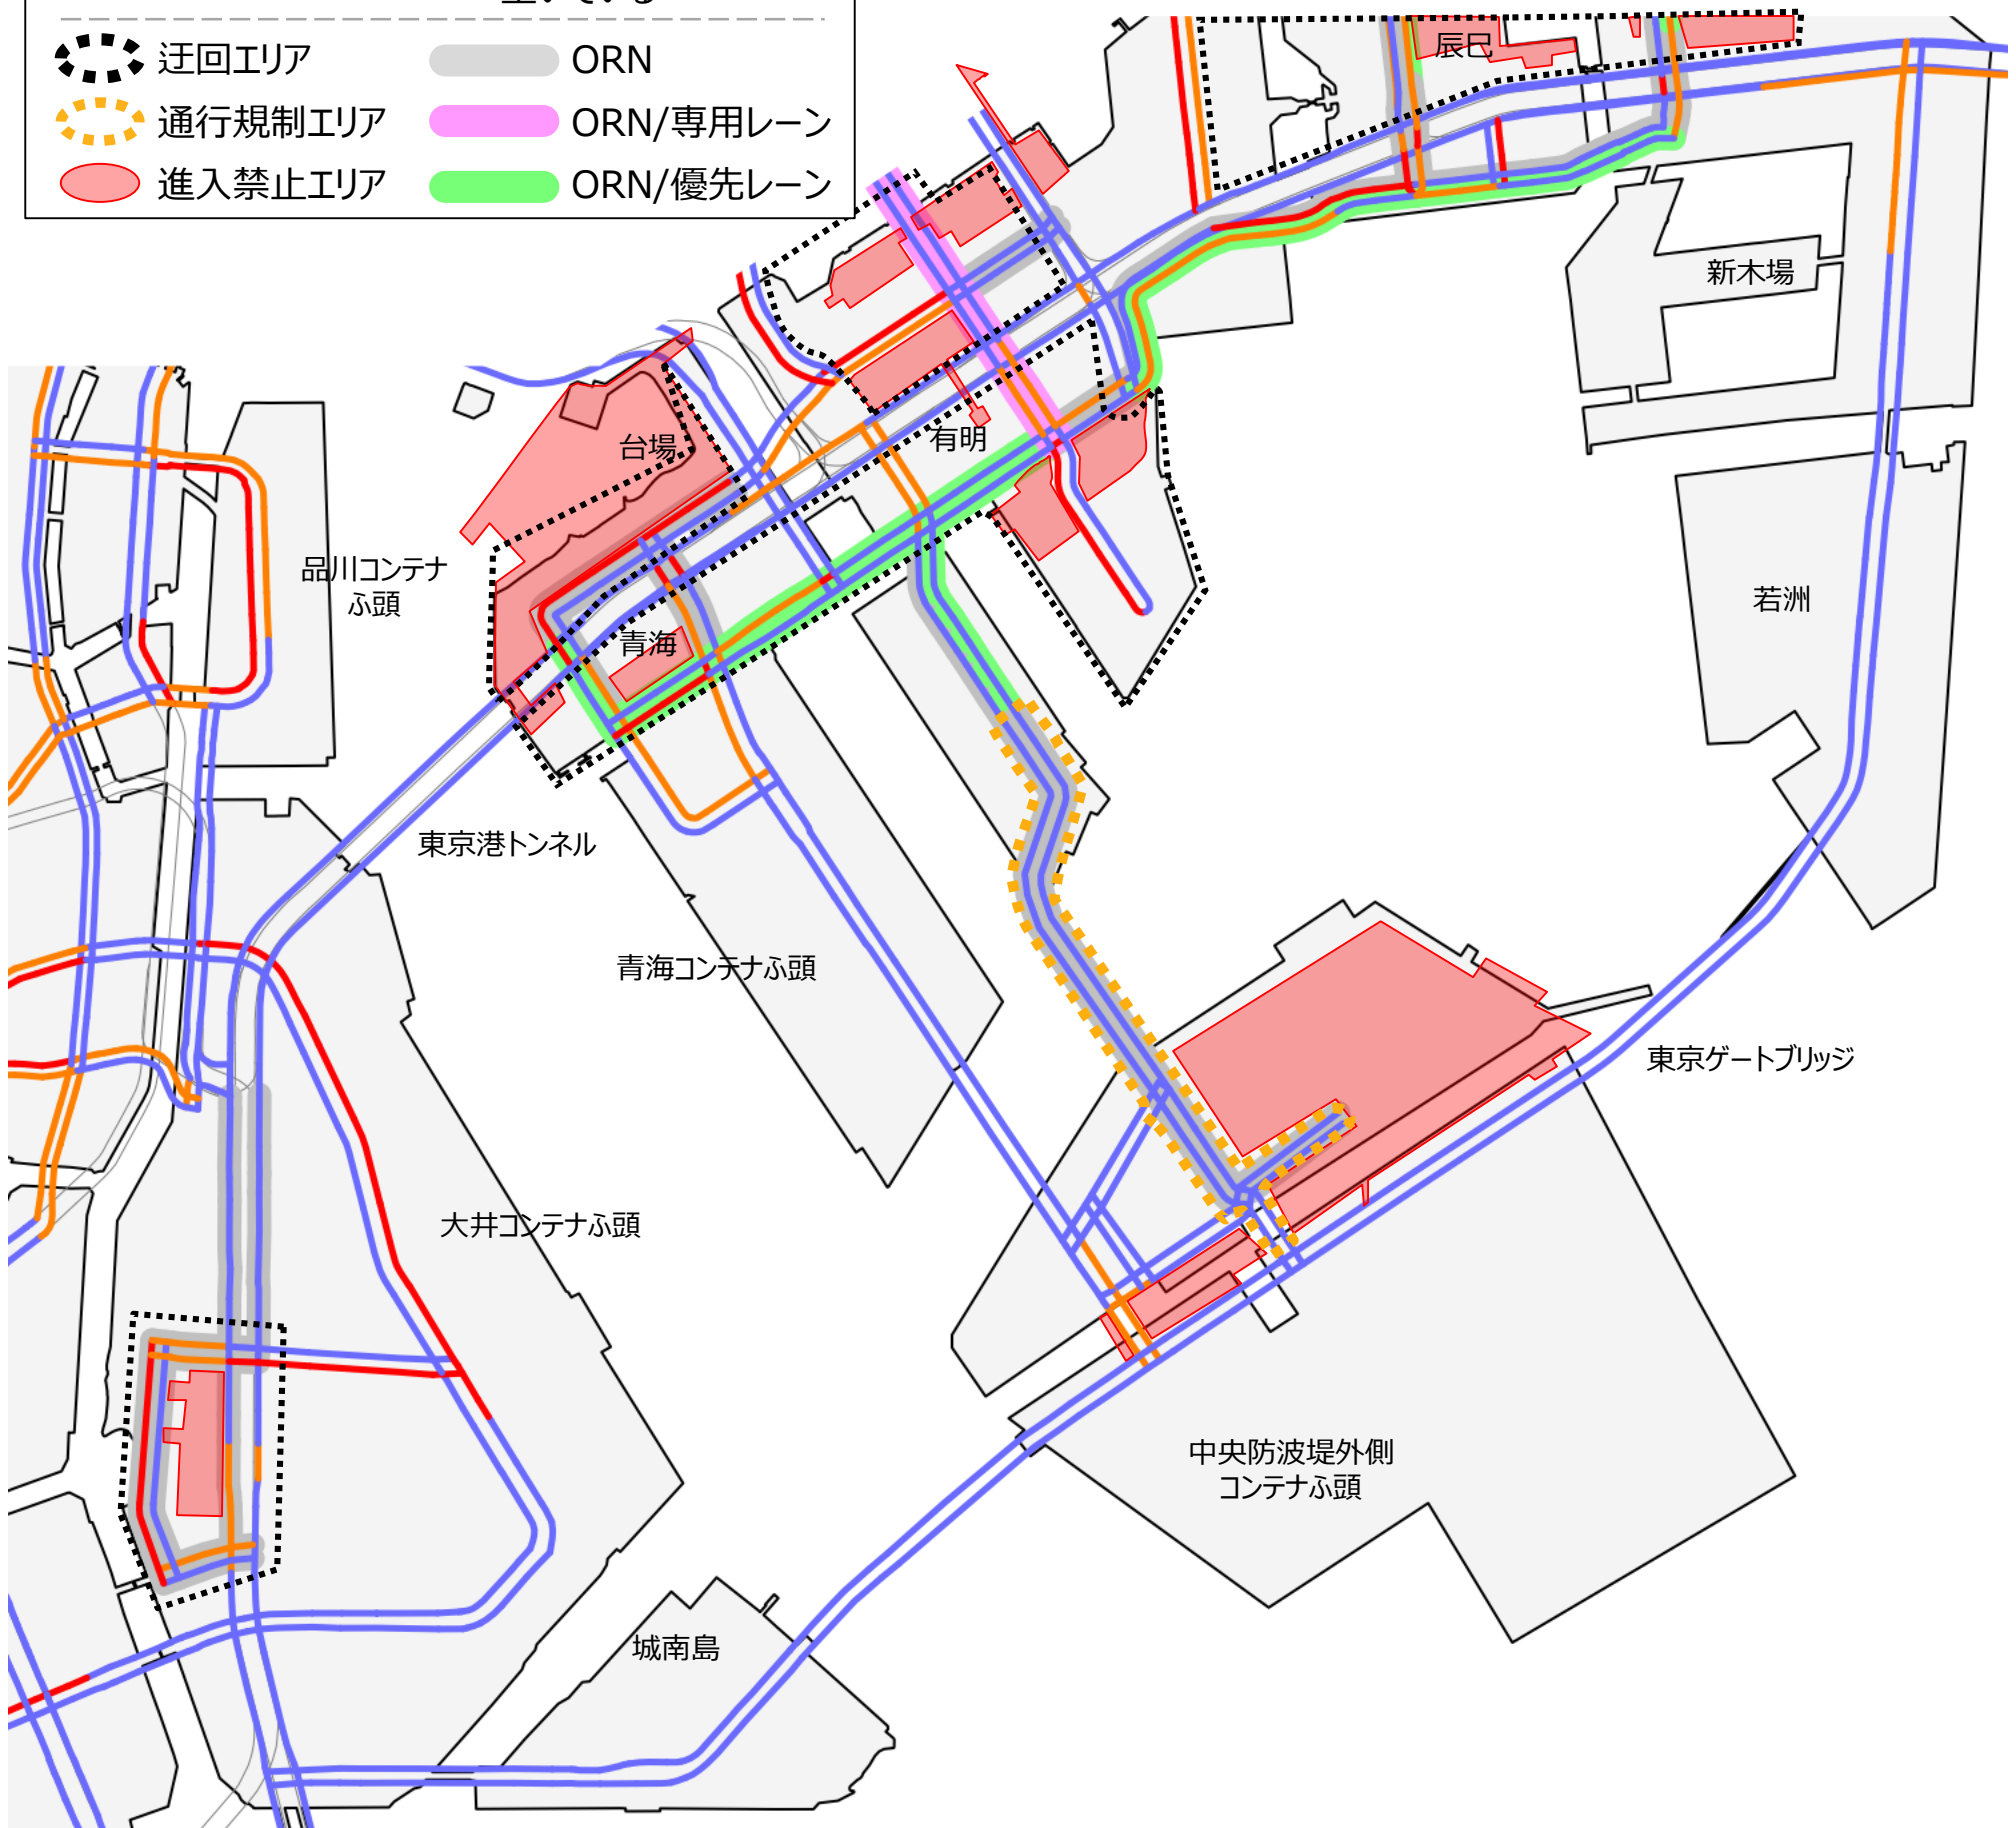 空いている
迂回エリア
ORN
通行規制エリア
ORN/専用レーン
進入禁止エリア
ORN/優先レーン
辰巳
新木場
有明
台場
品川コンテナ
ふ頭
青海
若洲
東京港トンネル
青海コンテナふ頭
東京ゲートブリッジ
大井コンテナふ頭
中央防波堤外側
コンテナふ頭
城南島